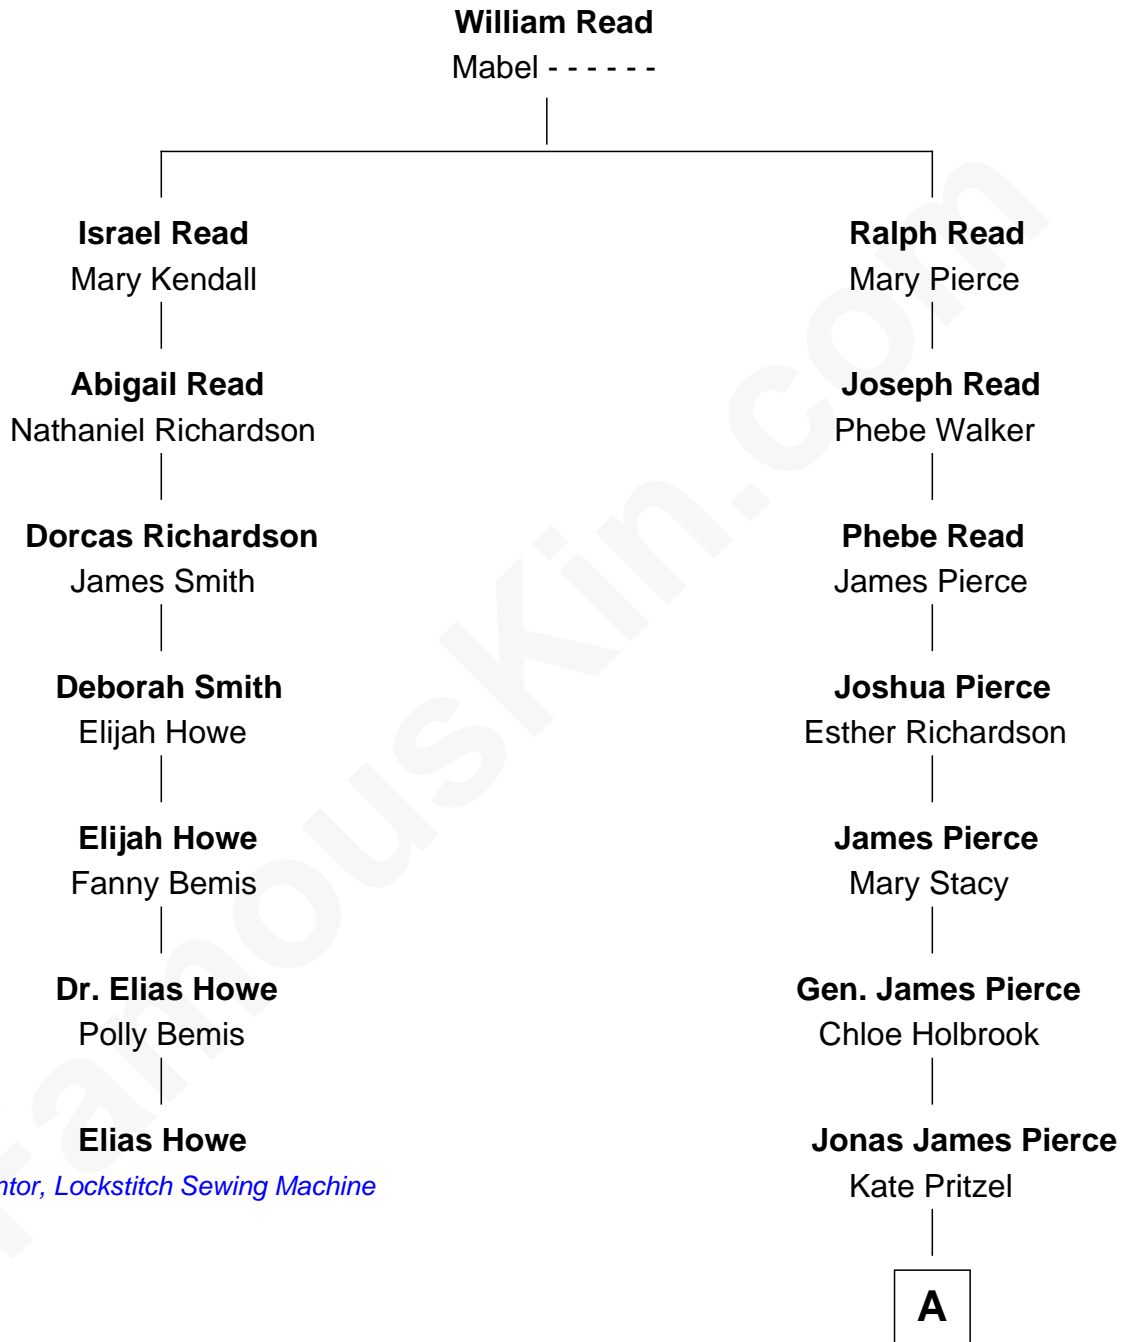 William Read
Mabel - - - - - -
Israel Read
Mary Kendall
Ralph Read
Mary Pierce
Abigail Read
Nathaniel Richardson
Joseph Read
Phebe Walker
Dorcas Richardson
James Smith
Phebe Read
James Pierce
Deborah Smith
Elijah Howe
Joshua Pierce
Esther Richardson
Elijah Howe
Fanny Bemis
James Pierce
Mary Stacy
Dr. Elias Howe
Polly Bemis
Gen. James Pierce
Chloe Holbrook
Elias Howe
Lockstitch Sewing Machine
Jonas James Pierce
Kate Pritzel
A
FamousKin.com